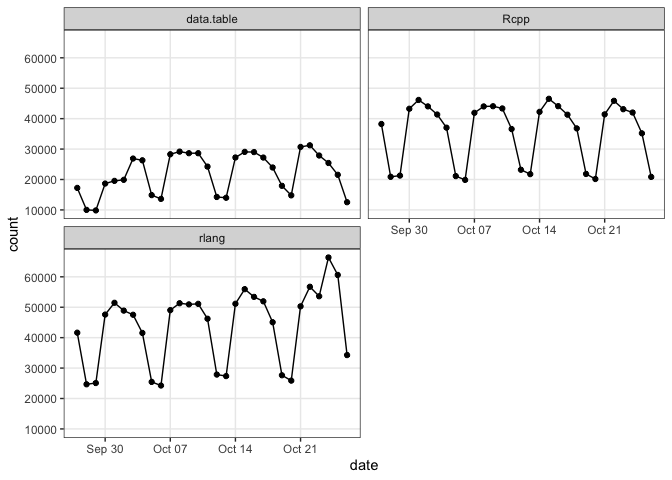 data.table
Rcpp
60000
50000
40000
30000
20000
10000
Sep 30 Oct 07 Oct 14 Oct 21
count
rlang
60000
50000
40000
30000
20000
10000
Sep 30 Oct 07 Oct 14 Oct 21
date